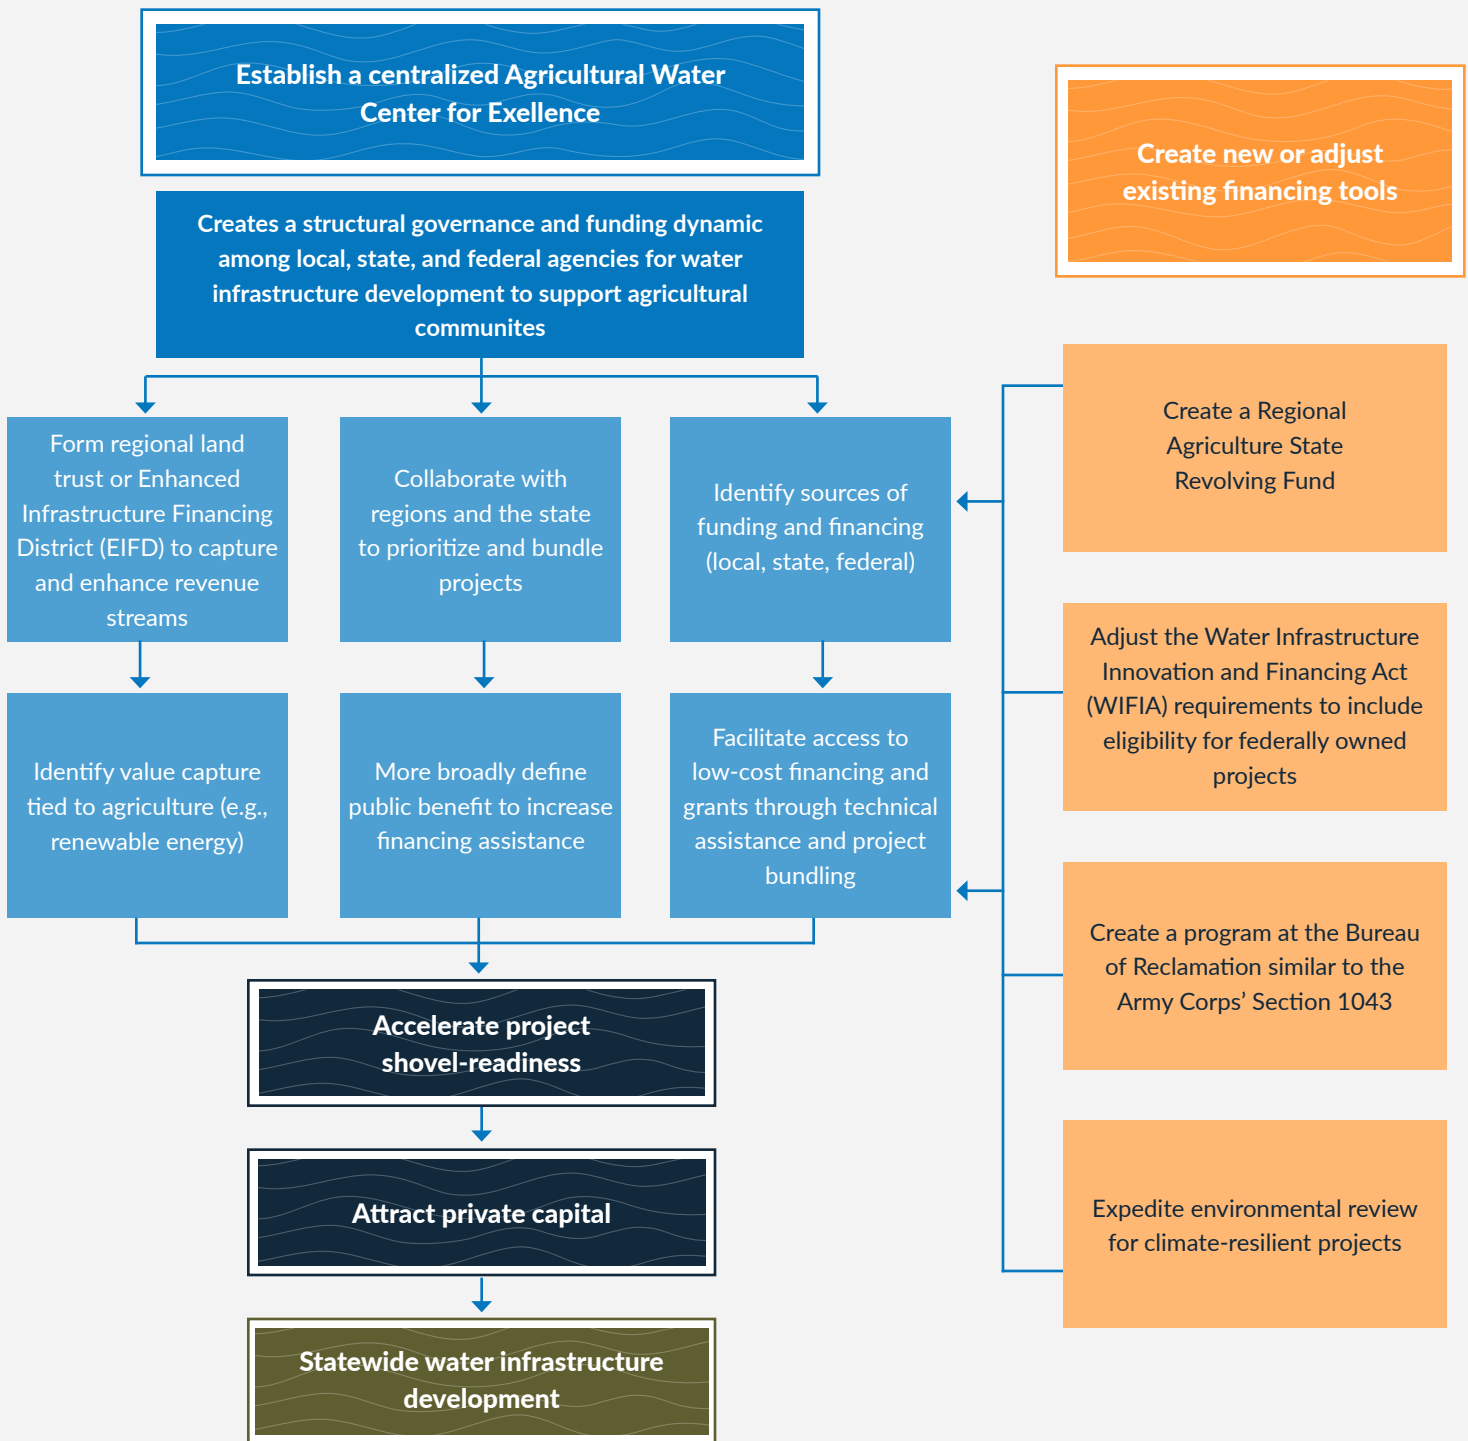 Establish a centralized Agricultural Water
Center for Exellence
Creates a structural governance and funding dynamic
among local, state, and federal agencies for water
infrastructure development to support agricultural
communites
Form regional land
trust or Enhanced
Infrastructure Financing
District (EIFD) to capture
and enhance revenue
streams
Collaborate with
regions and the state
to prioritize and bundle
projects
Identify sources of
funding and financing
(local, state, federal)
Identify value capture
tied to agriculture (e.g.,
renewable energy)
More broadly define
public benefit to increase
financing assistance
Facilitate access to
low-cost financing and
grants through technical
assistance and project
bundling
Accelerate project
shovel-readiness
Attract private capital
Statewide water infrastructure
development
Create new or adjust
existing financing tools
Create a Regional
Agriculture State
Revolving Fund
Adjust the Water Infrastructure
Innovation and Financing Act
(WIFIA) requirements to include
eligibility for federally owned
projects
Create a program at the Bureau
of Reclamation similar to the
Army Corps’ Section 1043
Expedite environmental review
for climate-resilient projects